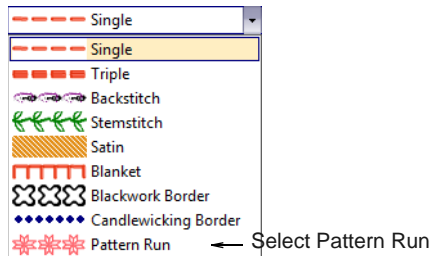 Single
Single
Triple
Backstitch
Stemstitch
Satin
Blanket
Blackwork Border
Candlewicking Border
Pattern Run Select Pattern Run